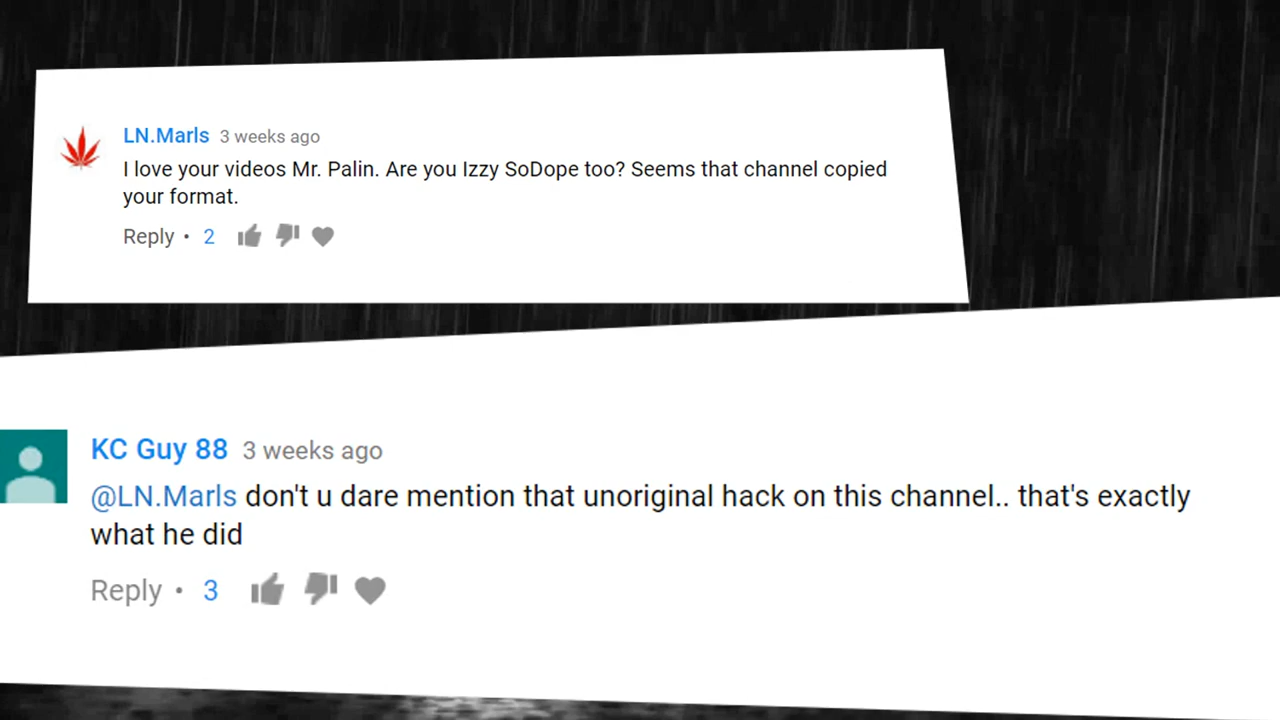 LN.Marls 3 weeks ago
I love your videos Mr. Palin. Are you Izzy SoDope too? Seems that channel copied
your format.
Reply • 2
KC Guy 88 3 weeks ago
@LN.Marls don't u dare mention that unoriginal hack on this channel.. that's exactly
what he did
Reply • 3